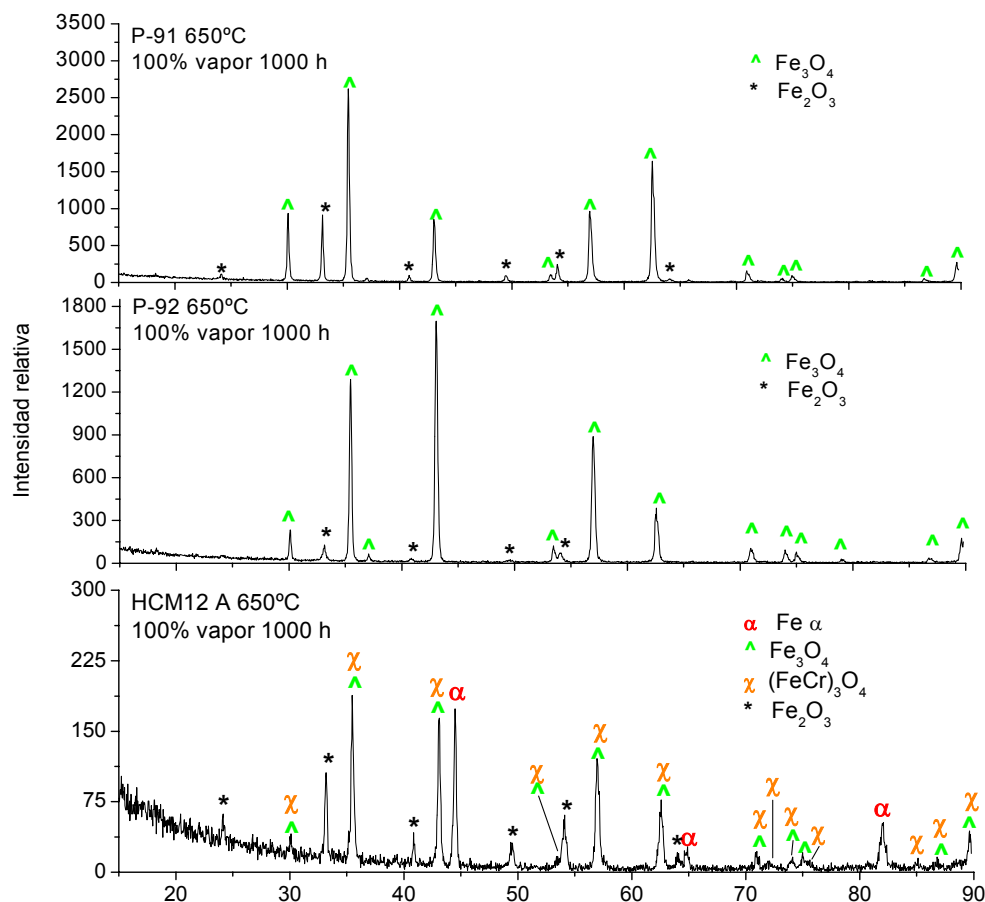 Intensidad relativa
3500
3000
2500
2000
1500
1000
500
0
P-91 650ºC
100% vapor 1000 h
^ Fe3O4
* Fe2O3
^
^
*
^
^
^
*
*
*
^
*
*
^
^
^
^
^
1800
1500
1200
900
600
300
0
P-92 650ºC
100% vapor 1000 h
^ Fe3O4
* Fe2O3
^
^
^
^
^
*
^
*
*
^
*
^
^
^
^
^
^
300
225
150
75
0
HCM12 A 650ºC
100% vapor 1000 h
α Fe α
^ Fe3O4
χ (FeCr)3O4
* Fe2O3
χ
^
χ
^
α
χ
^
*
χ
^
χ
^
*
*
χ
^
*
*
*
α
χ
^
χ
χ
^
χ
^
α
χ
χ
^
χ
^
20 30 40 50 60 70 80 90